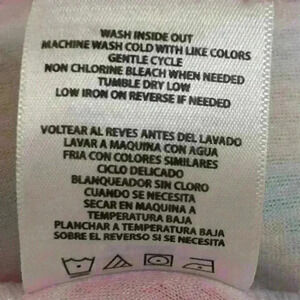 WASH INSIDE OUT
MACHINE WASH COLD WITH LIKE COLORS
GENTLE CYCLE
NON CHLORINE BLEACH WHEN NEEDED
TUMBLE DRY LOW
LOW IRON ON REVERSE IF NEEDED
VOLTEAR AL REVES ANTES DEL LAVADO
LAVAR A MAQUINA CON AGUA
FRIA CON COLORES SIMILARES
CICLO DELICADO
BLANQUEADOR SIN CLORO
CUANDO SE NECESITA
SECAR EN MAQUINA A
TEMPERATURA BAJA
PLANCHAR A TEMPERATURA BAJA
SOBRE EL REVERSO SI SE NECESITA